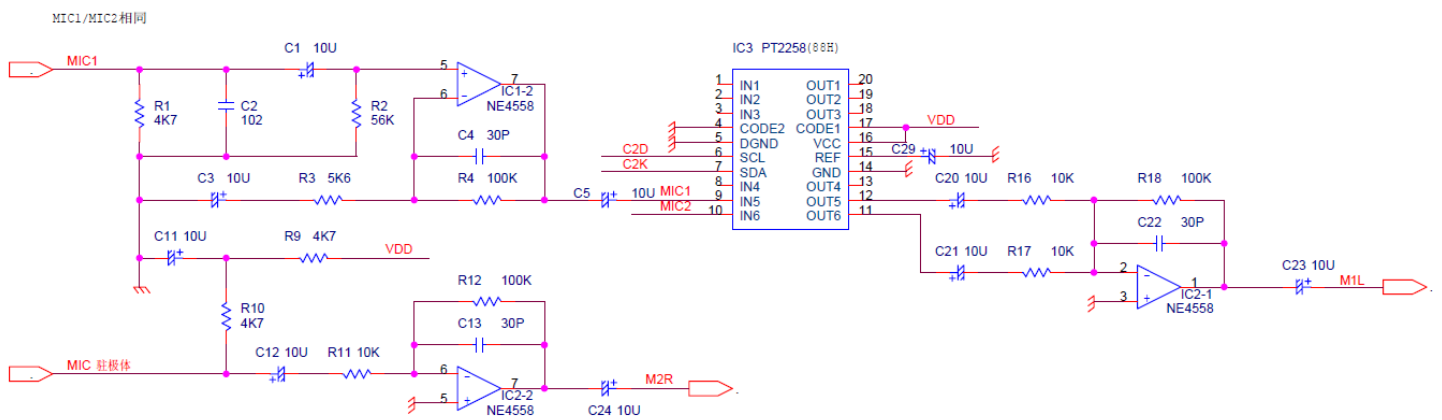 MIC1/MIC2相同
MIC1
C1 10U
R1
4K7
C2
102
R2
56K
5
6
7
IC1-2
NE4558
C4 30P
C3 10U
R3 5K6
R4 100K
C5
10U
MIC1
MIC2
C2D
C2K
IC3 PT2258(88H)
1 IN1 OUT1 20
2 IN2 OUT2 19
3 IN3 OUT3 18
4 CODE2 CODE1 17
5 DGND VCC 16
6 SCL REF 15
7 SDA GND 14
8 IN4 OUT4 13
9 IN5 OUT5 12
10 IN6 OUT6 11
VDD
C29 10U
C20 10U
R16 10K
R18 100K
C22 30P
C21 10U
R17 10K
2
3
1
IC2-1
NE4558
C23 10U
M1L
C11 10U
R9 4K7
VDD
R10
4K7
R12 100K
C13 30P
MIC 驻极体
C12 10U
R11 10K
6
5
7
IC2-2
NE4558
C24 10U
M2R